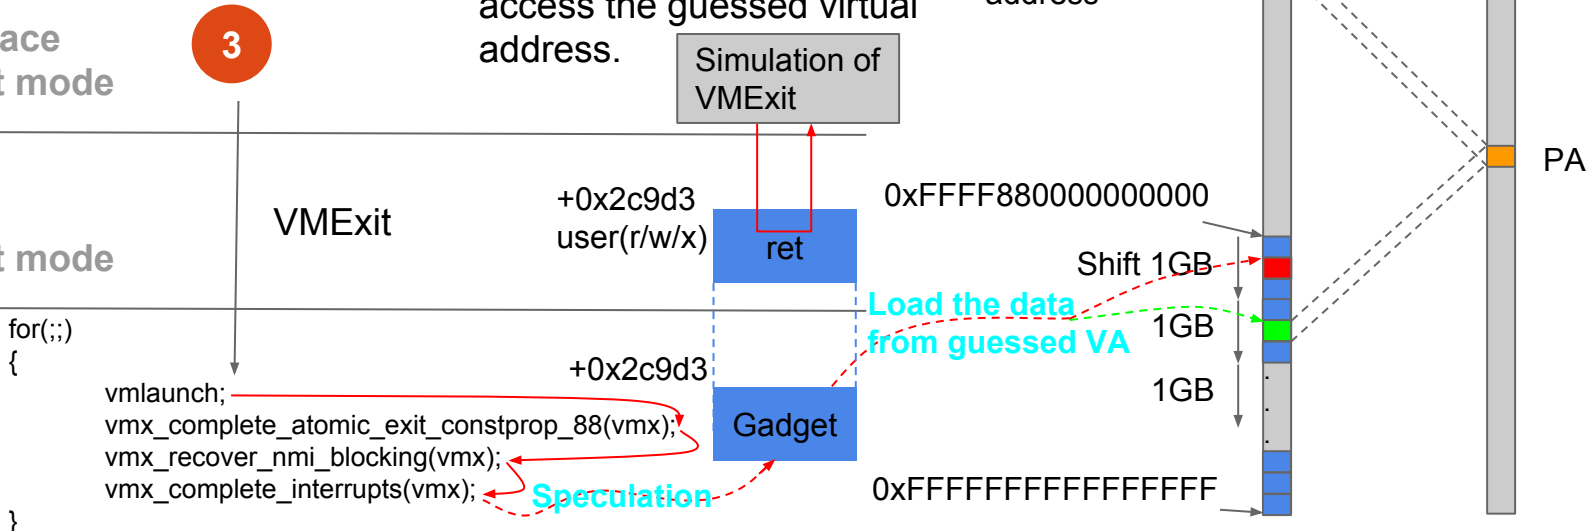 access the guessed virtual
address.
address
ace
t mode
3
Simulation of
VMExit
PA
+0x2c9d3
user(r/w/x)
ret
0xFFFF880000000000
VMExit
t mode
Shift 1GB
Load the data
from guessed VA
1GB
1GB
.
.
.
+0x2c9d3
Gadget
for(;;)
{
vmlaunch;
vmx_complete_atomic_exit_constprop_88(vmx);
vmx_recover_nmi_blocking(vmx);
vmx_complete_interrupts(vmx);
}
Speculation
0xFFFFFFFFFFFFFFFF